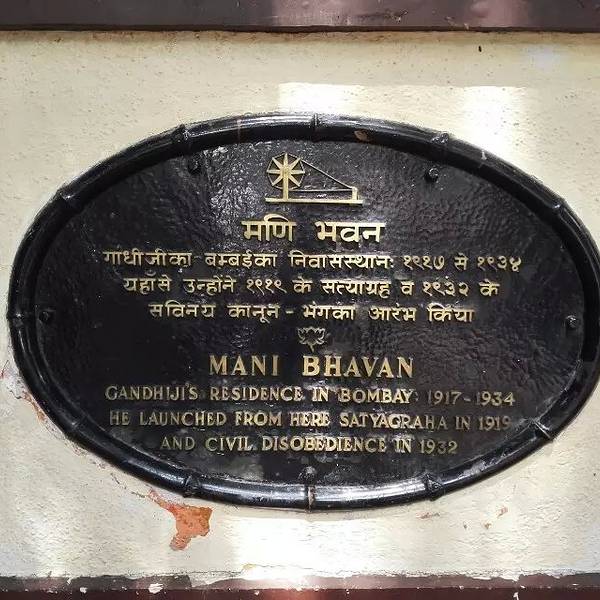 मणि भवन
गांधीजीका बम्बईका निवासस्थान: १९१७ से १९३४
यहाँसे उन्होंने १९१९ के सत्याग्रह व १९३२ के
सविनय कानून - भंगका आरंभ किया
MANI BHAVAN
GANDHIJI'S RESIDENCE IN BOMBAY: 1917-1934
HE LAUNCHED FROM HERE SATYAGRAHA IN 1919
AND CIVIL DISOBEDIENCE IN 1932